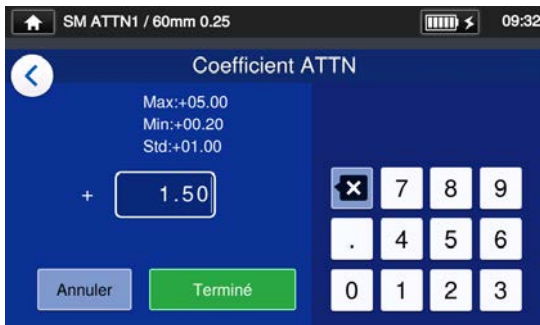 SM ATTN1 / 60mm 0.25
09:32
Coefficient ATTN
Max:+05.00
Min:+00.20
Std:+01.00
+ 1.50
7 8 9
. 4 5 6
Annuler Terminé 0 1 2 3